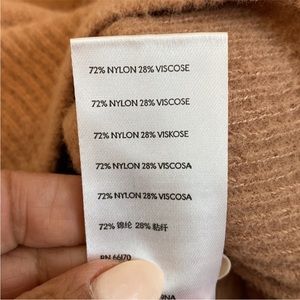 72% NYLON 28% VISCOSE
72% NYLON 28% VISCOSE
72% NYLON 28% VISKOSE
72% NYLON 28% VISCOSA
72% NYLON 28% VISCOSA
72% 锦纶 28% 粘纤
RN 66170